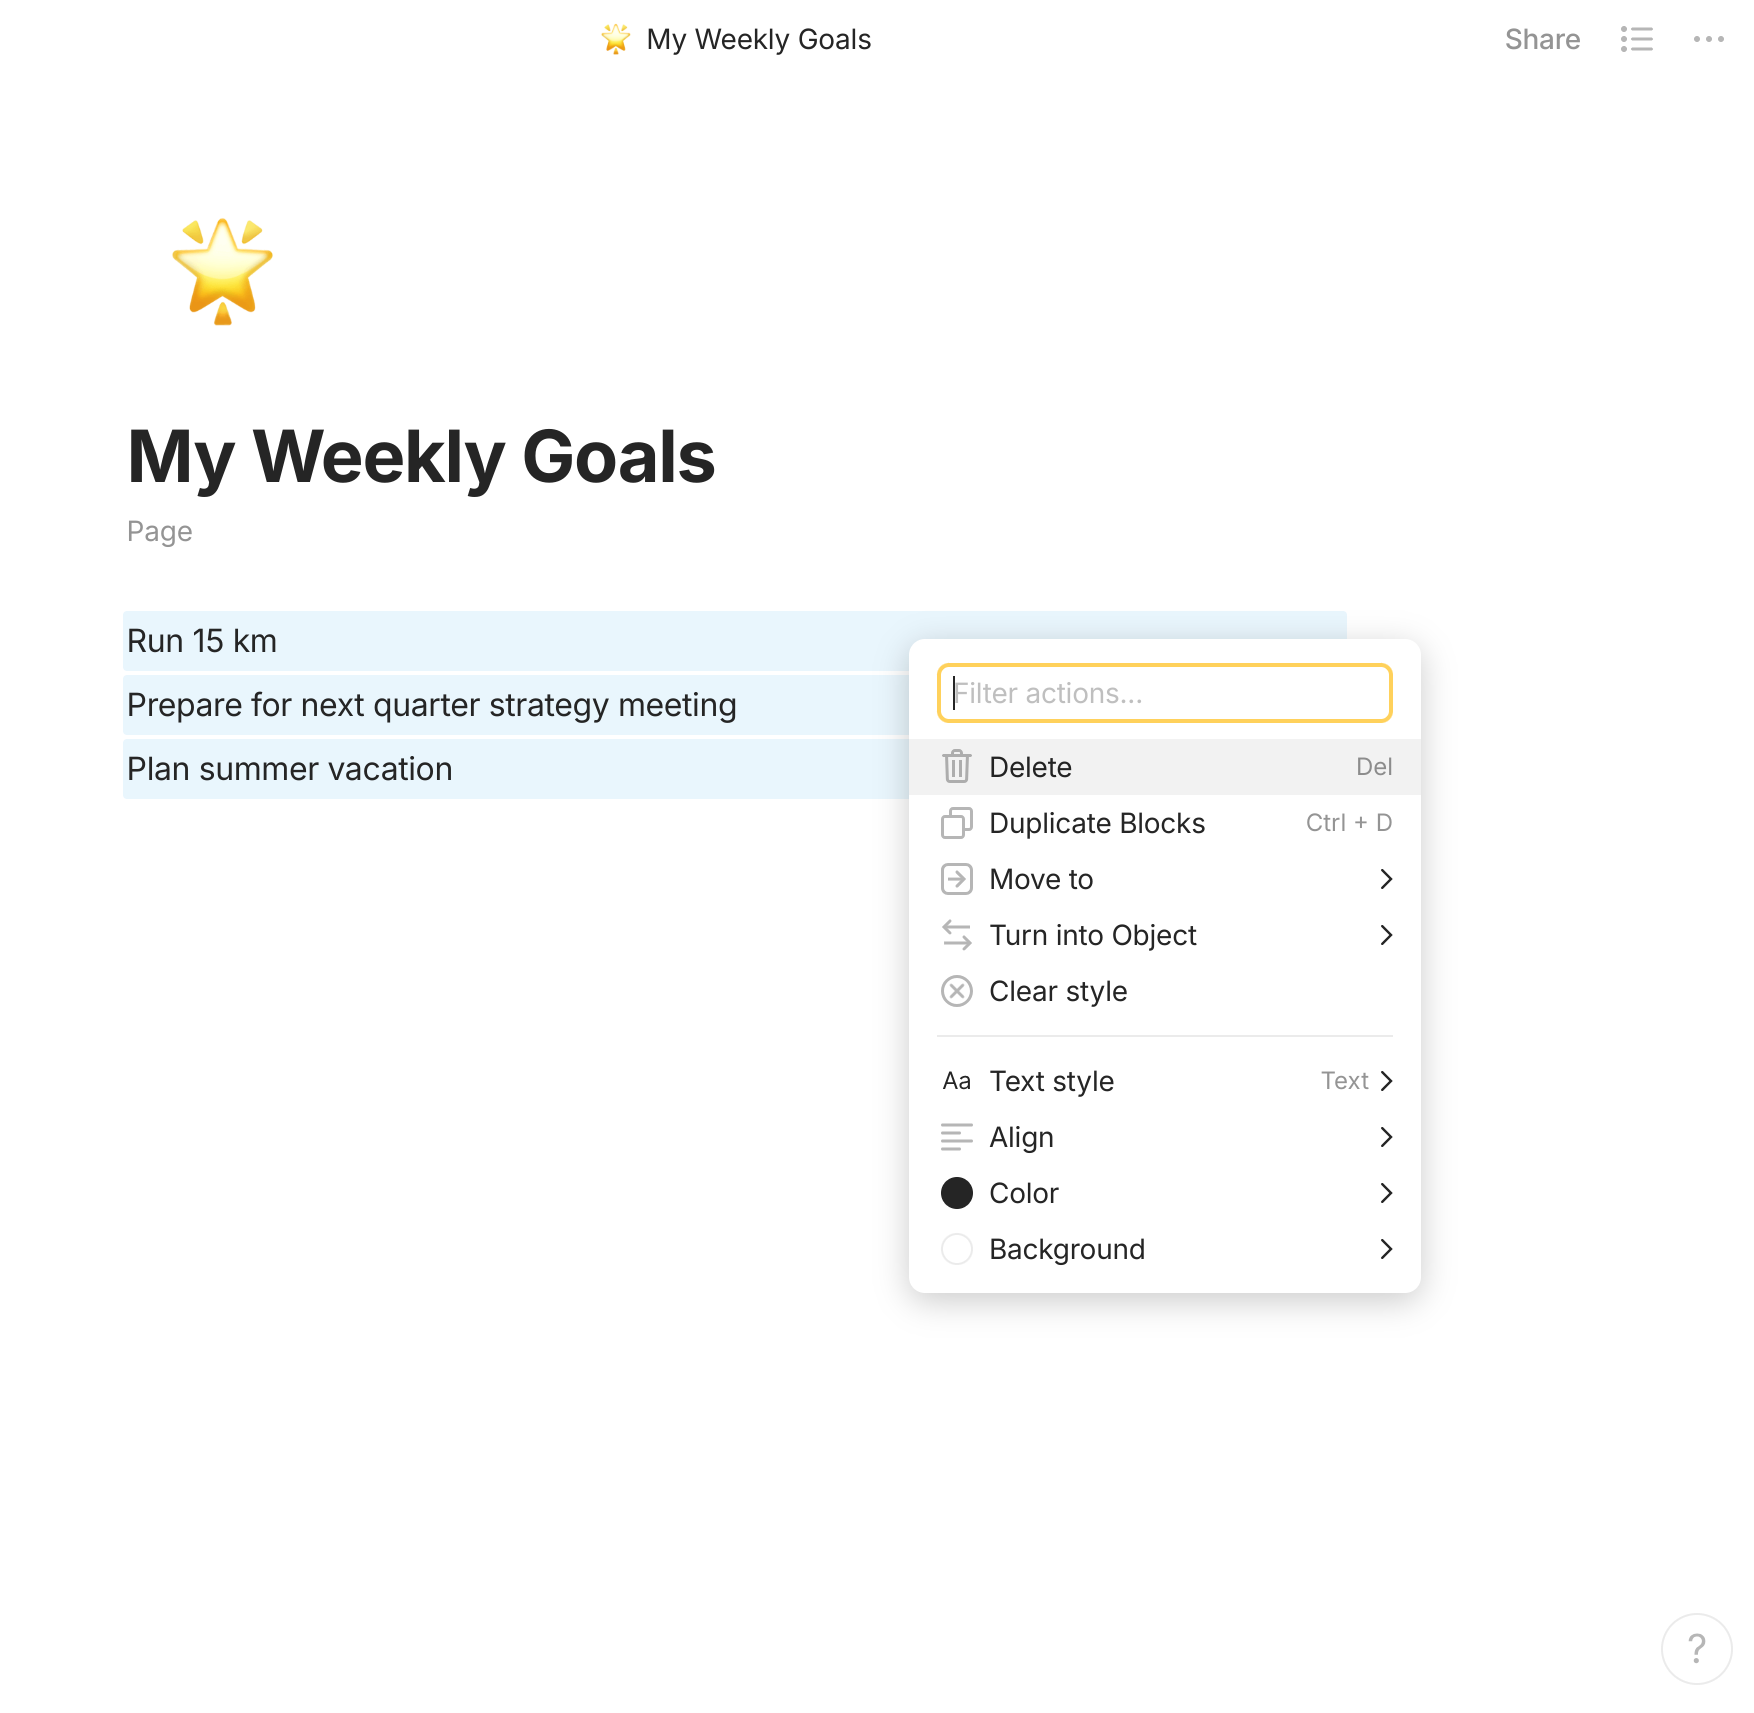 My Weekly Goals
Share
My Weekly Goals
Page
Run 15 km
Prepare for next quarter strategy meeting
Plan summer vacation
Filter actions...
Delete Del
Duplicate Blocks Ctrl + D
Move to
Turn into Object
Clear style
Aa Text style Text
Align
Color
Background
?